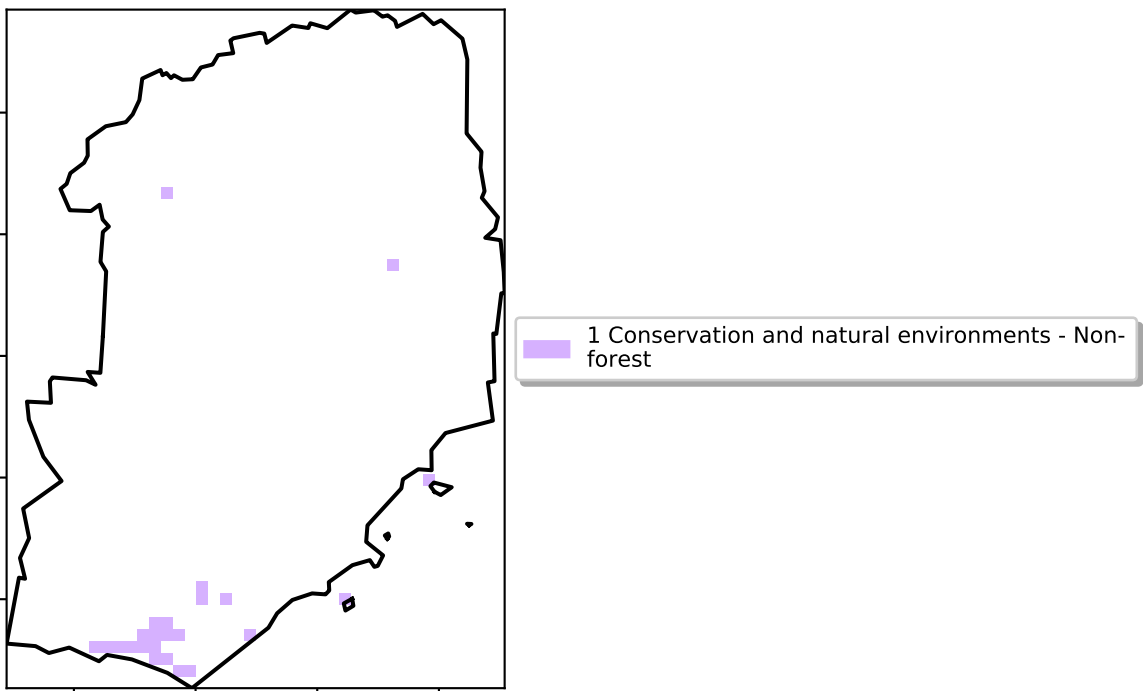 1 Conservation and natural environments - Non-
forest